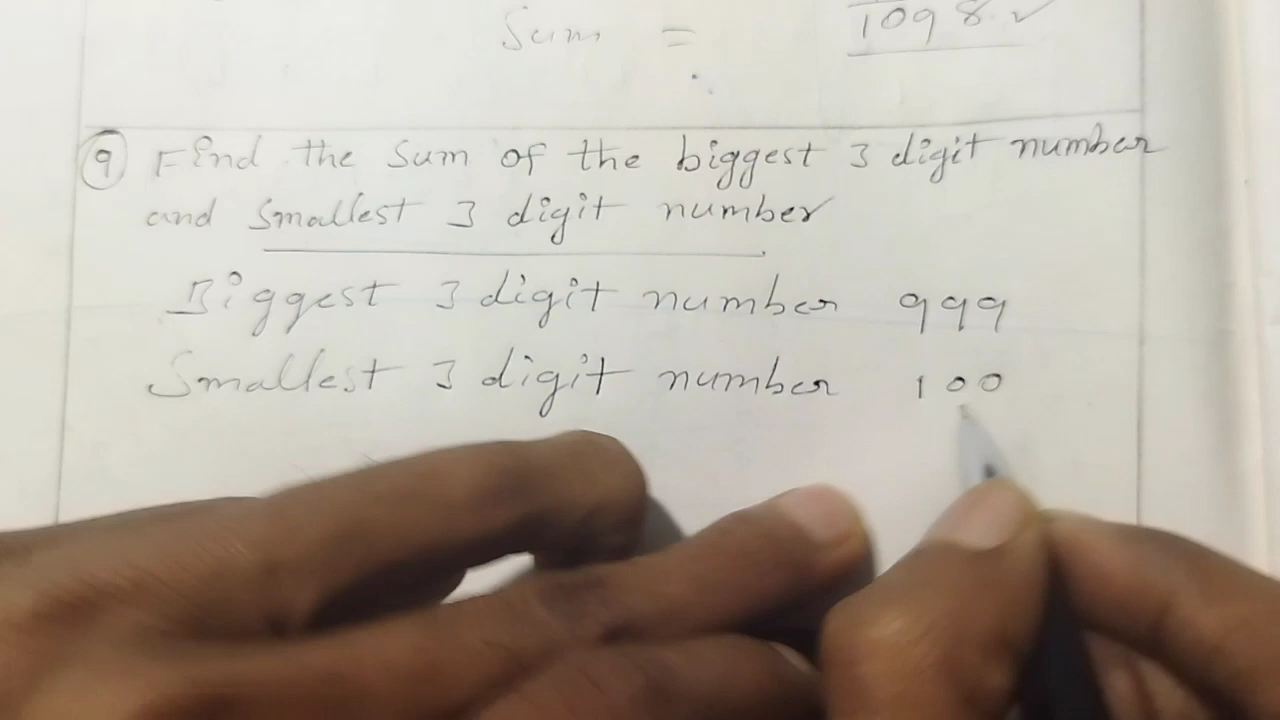 Sum = 1098 ✓
9 Find the Sum of the biggest 3 digit number
and Smallest 3 digit number
Biggest 3 digit number 999
Smallest 3 digit number 100